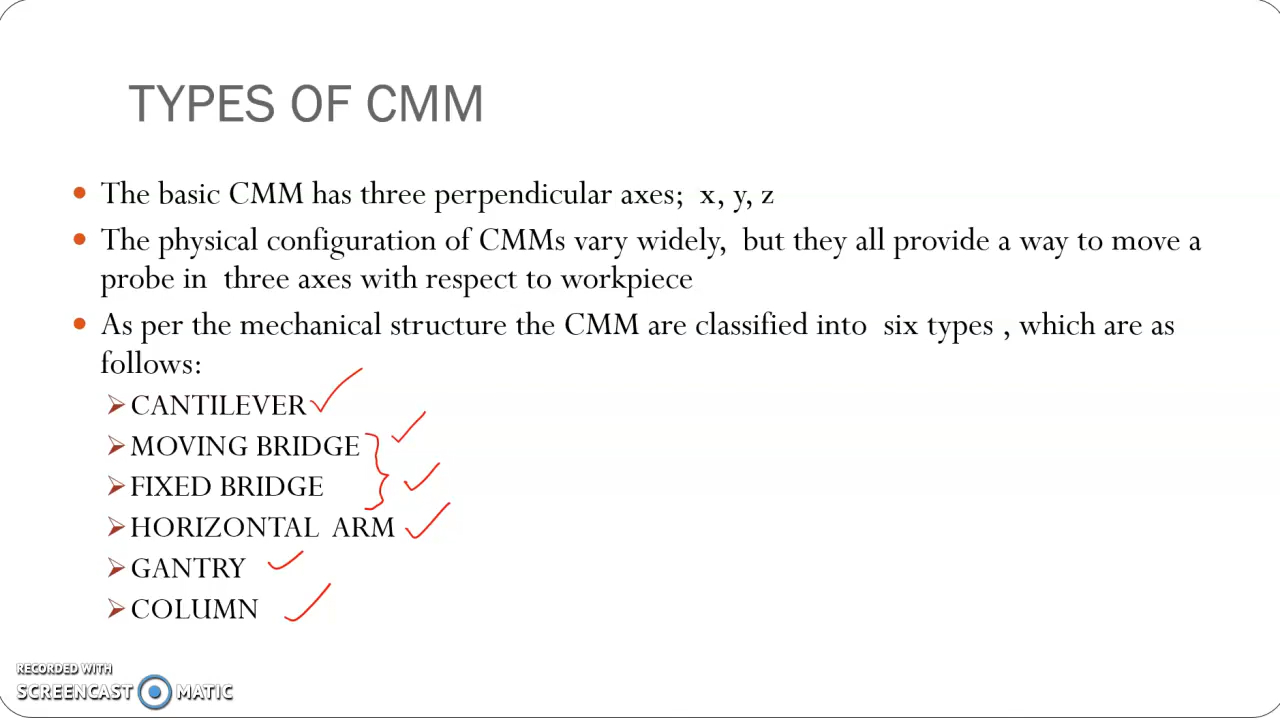 TYPES OF CMM
The basic CMM has three perpendicular axes; x, y, z
The physical configuration of CMMs vary widely, but they all provide a way to move a
probe in three axes with respect to workpiece
As per the mechanical structure the CMM are classified into six types , which are as
follows:
CANTILEVER
MOVING BRIDGE
FIXED BRIDGE
HORIZONTAL ARM
GANTRY
COLUMN
RECORDED WITH
SCREENCAST MATIC